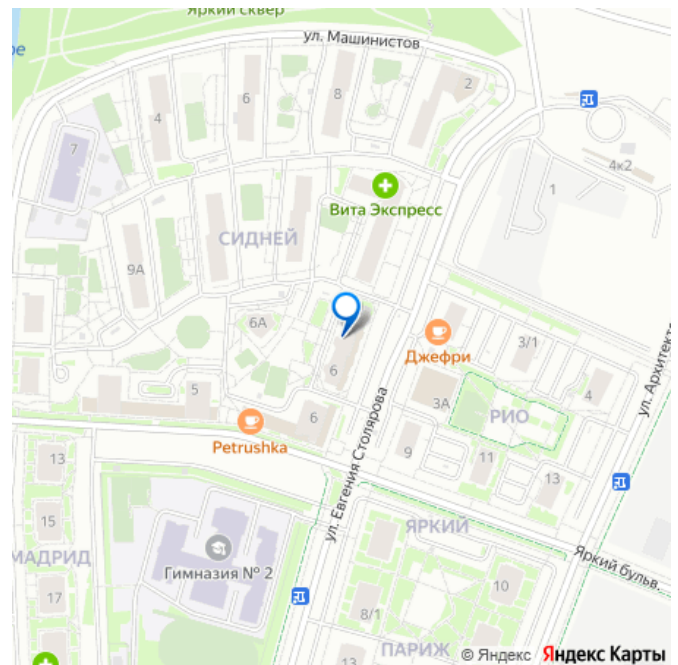 Яркий сквер
ре
ул. Машинистов
2
8
6
4
7
4к2
1
Вита Экспресс
СИДНЕЙ
9А
6А
6
Джефри
3/1
4
ул. Архитекто
3А
РИО
5
6
Petrushka
ул. Евгения Столярова
9
11
13
13
15
МАДРИД
17
Гимназия № 2
ЯРКИЙ
Яркий бульв.
10
8/1
ПАРИЖ
13
© Яндекс Яндекс Карты